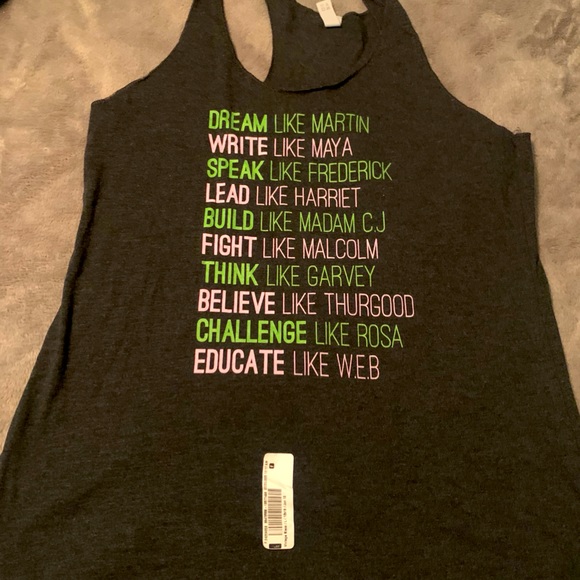 DREAM LIKE MARTIN
WRITE LIKE MAYA
SPEAK LIKE FREDERICK
LEAD LIKE HARRIET
BUILD LIKE MADAM C.J
FIGHT LIKE MALCOLM
THINK LIKE GARVEY
BELIEVE LIKE THURGOOD
CHALLENGE LIKE ROSA
EDUCATE LIKE W.E.B